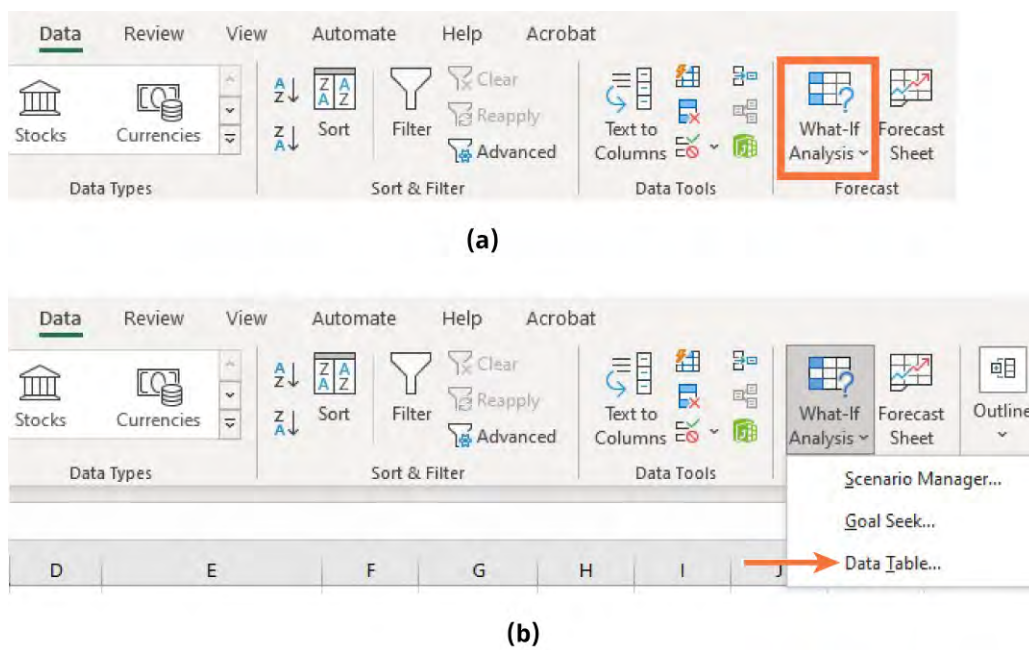 Data Review View Automate Help Acrobat
Stocks Currencies Sort Filter Clear Reapply Advanced Text to Columns What-If Analysis Forecast Sheet
Data Types Sort & Filter Data Tools Forecast
(a)
Data Review View Automate Help Acrobat
Stocks Currencies Sort Filter Clear Reapply Advanced Text to Columns What-If Analysis Forecast Sheet Outline
Data Types Sort & Filter Data Tools
Scenario Manager...
Goal Seek...
Data Table...
D E F G H I J
(b)